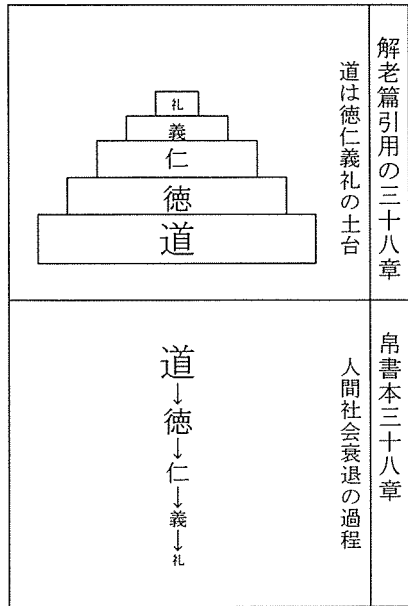 解老篇引用の三十八章
道は徳仁義礼の土台
礼
義
仁
徳
道
帛書本三十八章
人間社会衰退の過程
道→徳→仁→義→礼